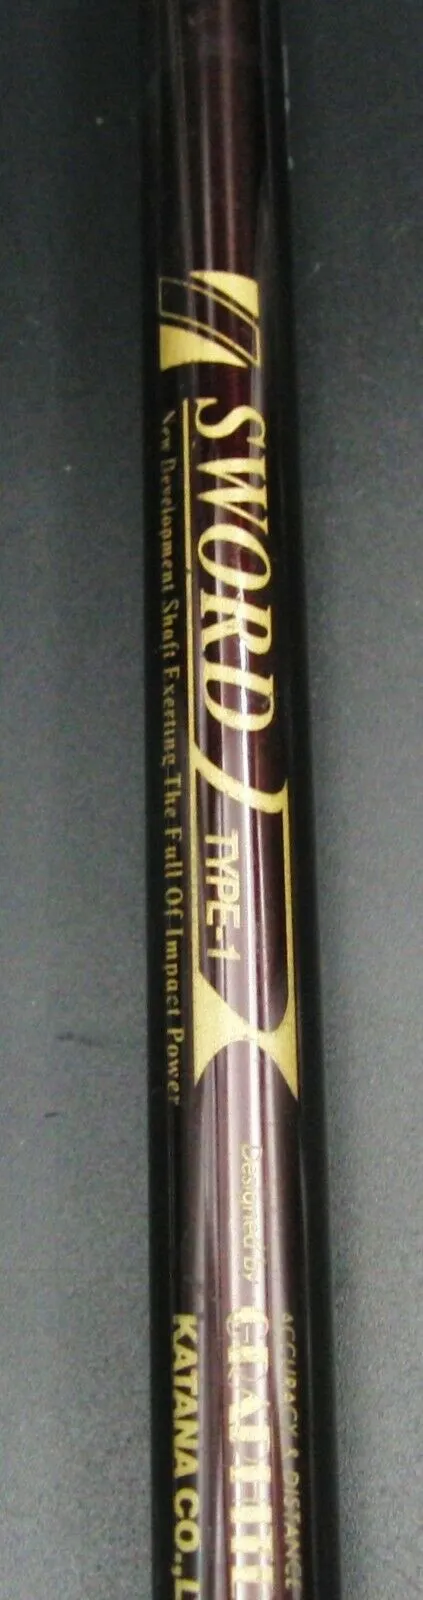 SWORD
TYPE-1
New Development Shaft Exerting The Full Of Impact Power
Designed by
ACCURACY & DISTANCE
KATANA CO.,